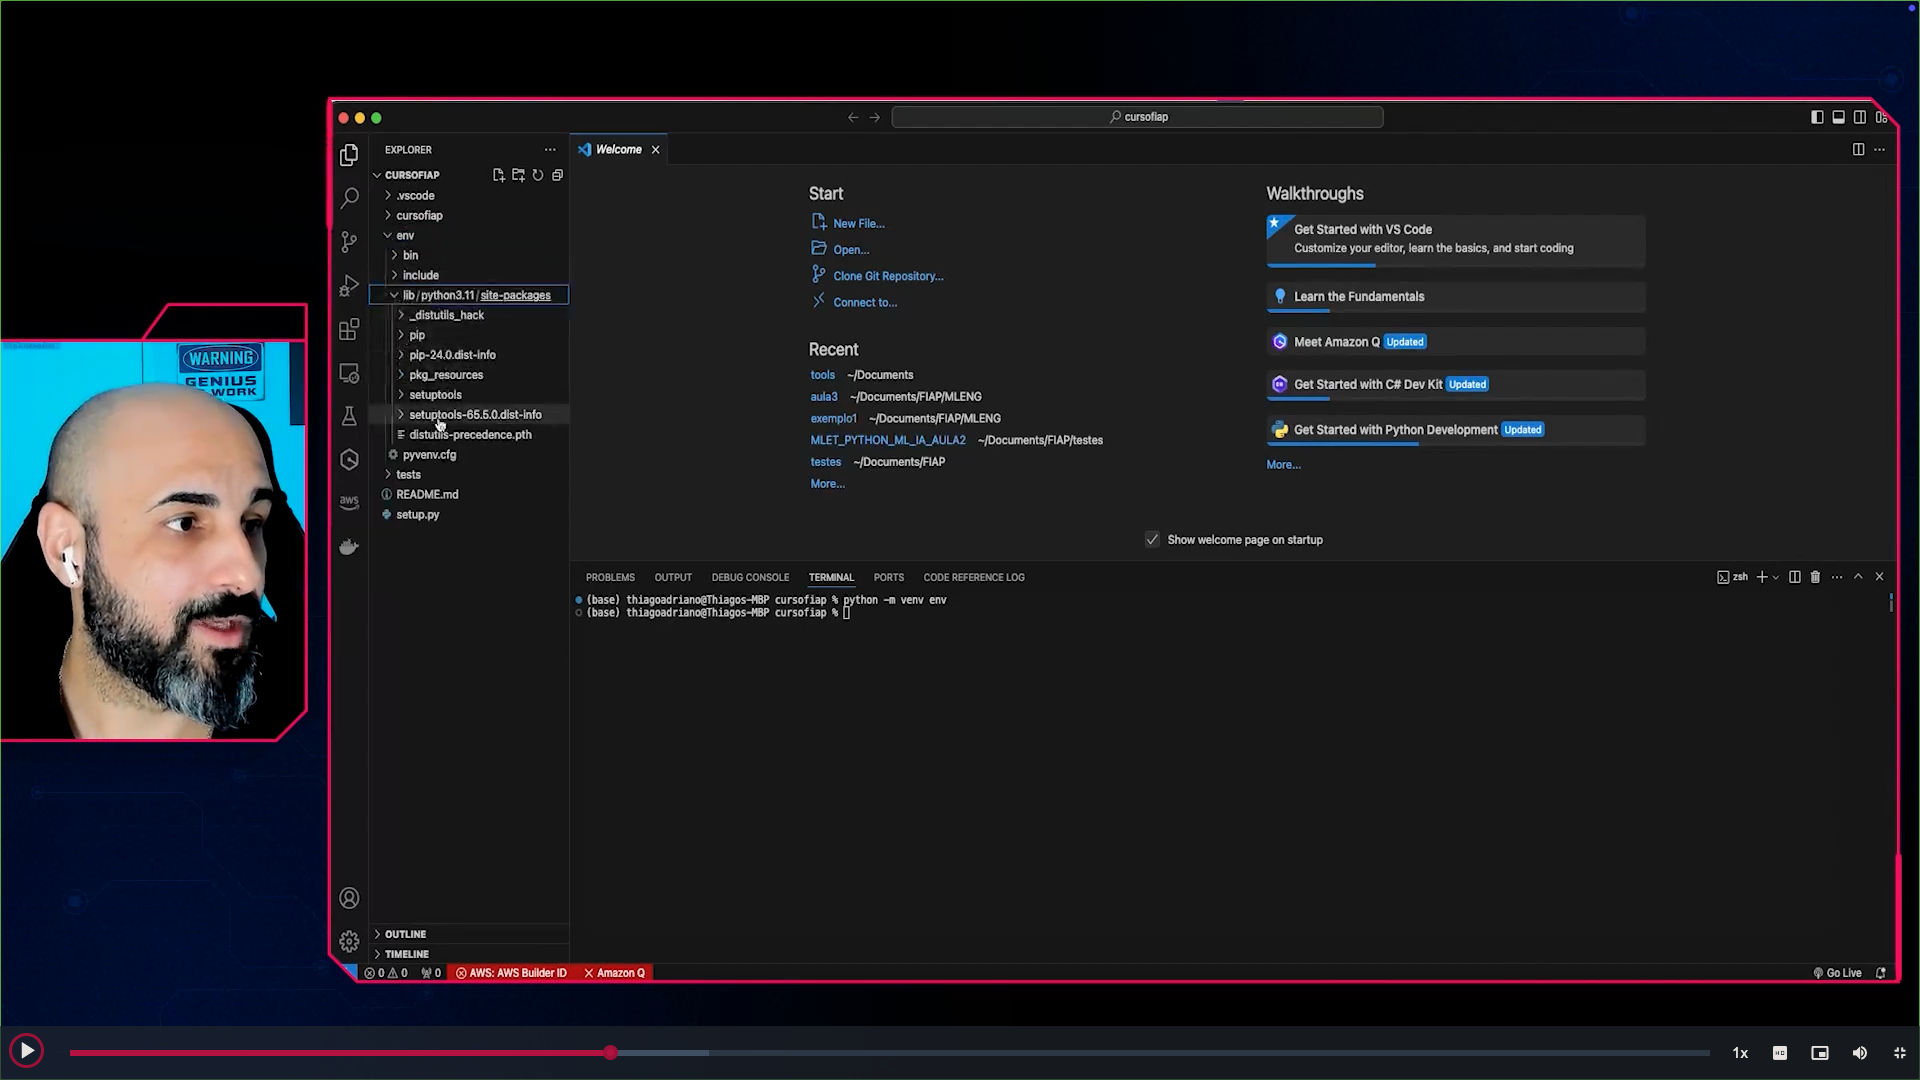 WARNING
GENIUS
WORK
cursofiap
EXPLORER
CURSOFIAP
.vscode
cursofiap
env
bin
include
lib / python3.11 / site-packages
_distutils_hack
pip
pip-24.0.dist-info
pkg_resources
setuptools
setuptools-65.5.0.dist-info
distutils-precedence.pth
pyvenv.cfg
tests
README.md
setup.py
OUTLINE
TIMELINE
aws
Welcome
Start
New File...
Open...
Clone Git Repository...
Connect to...
Recent
tools ~/Documents
aula3 ~/Documents/FIAP/MLENG
exemplo1 ~/Documents/FIAP/MLENG
MLET_PYTHON_ML_IA_AULA2 ~/Documents/FIAP/testes
testes ~/Documents/FIAP
More...
Walkthroughs
Get Started with VS Code
Customize your editor, learn the basics, and start coding
Learn the Fundamentals
Meet Amazon Q Updated
Get Started with C# Dev Kit Updated
Get Started with Python Development Updated
More...
Show welcome page on startup
PROBLEMS OUTPUT DEBUG CONSOLE TERMINAL PORTS CODE REFERENCE LOG
zsh
(base) thiagoadriano@Thiagos-MBP cursofiap % python -m venv env
(base) thiagoadriano@Thiagos-MBP cursofiap %
0 0 0 AWS: AWS Builder ID Amazon Q
Go Live
1x
HD